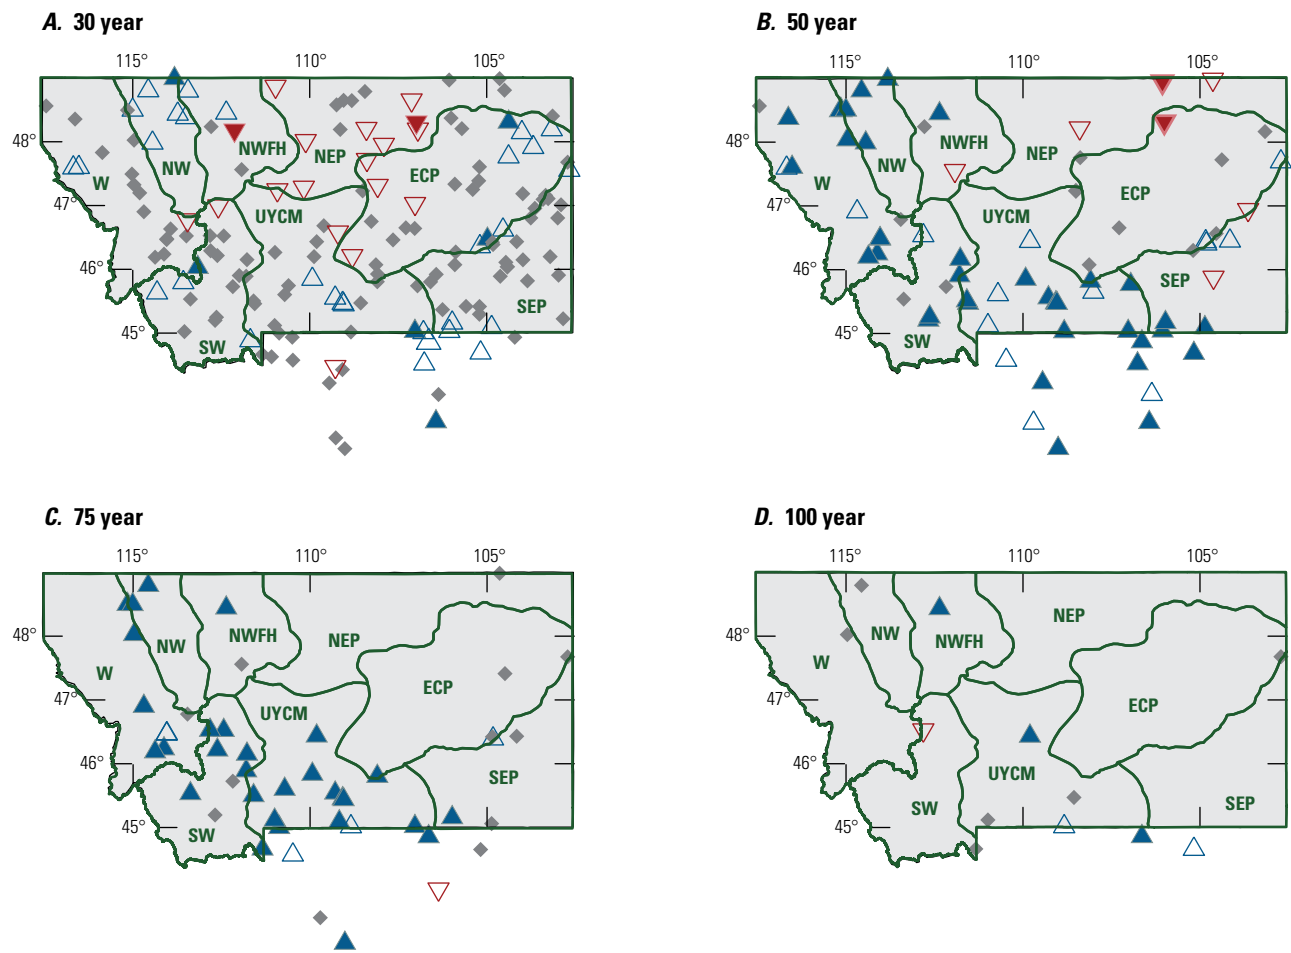 A. 30 year
115° 110° 105°
48°
47°
46°
45°
W
NW
NWFH
NEP
ECP
UYCM
SEP
SW
B. 50 year
115° 110° 105°
48°
47°
46°
45°
W
NW
NWFH
NEP
ECP
UYCM
SEP
SW
C. 75 year
115° 110° 105°
48°
47°
46°
45°
W
NW
NWFH
NEP
ECP
UYCM
SEP
SW
D. 100 year
115° 110° 105°
48°
47°
46°
45°
W
NW
NWFH
NEP
ECP
UYCM
SEP
SW